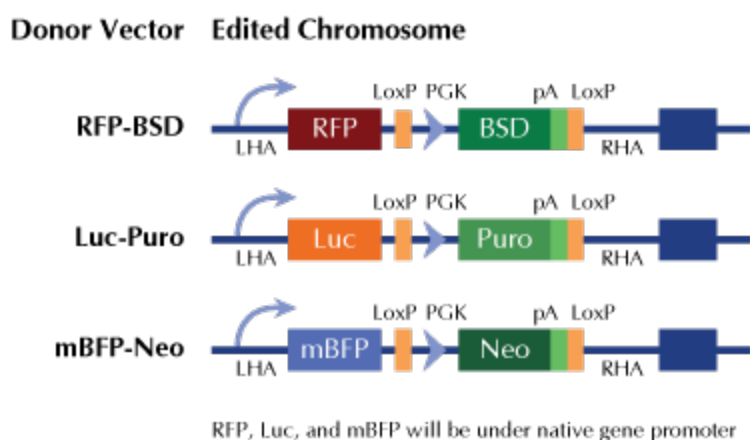 Donor Vector Edited Chromosome
LoxP PGK pA LoxP
RFP-BSD RFP BSD
LHA RHA
LoxP PGK pA LoxP
Luc-Puro Luc Puro
LHA RHA
LoxP PGK pA LoxP
mBFP-Neo mBFP Neo
LHA RHA
RFP, Luc, and mBFP will be under native gene promoter